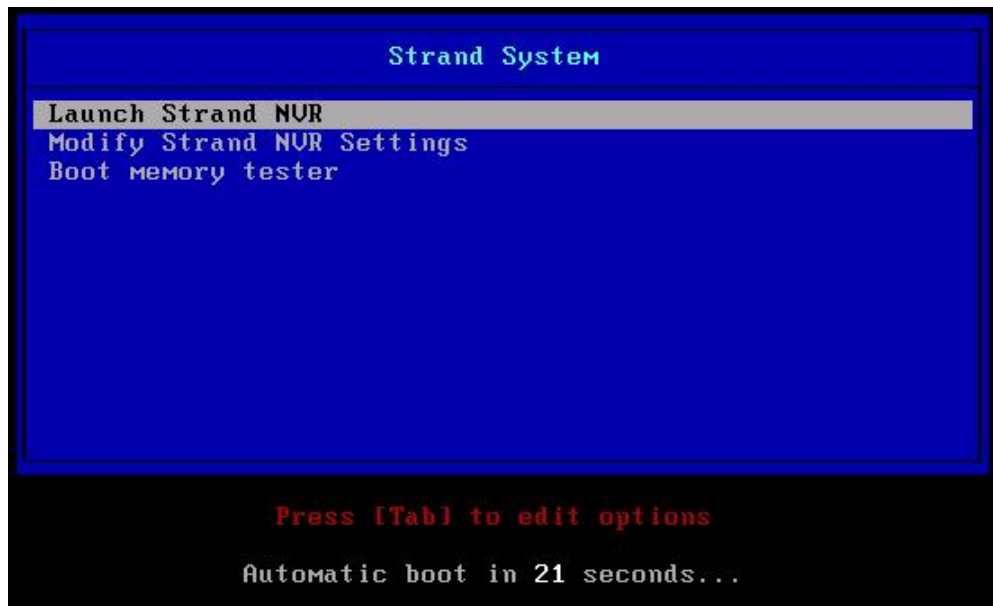 Strand System
Launch Strand NVR
Modify Strand NVR Settings
Boot memory tester
Press [Tab] to edit options
Automatic boot in 21 seconds...